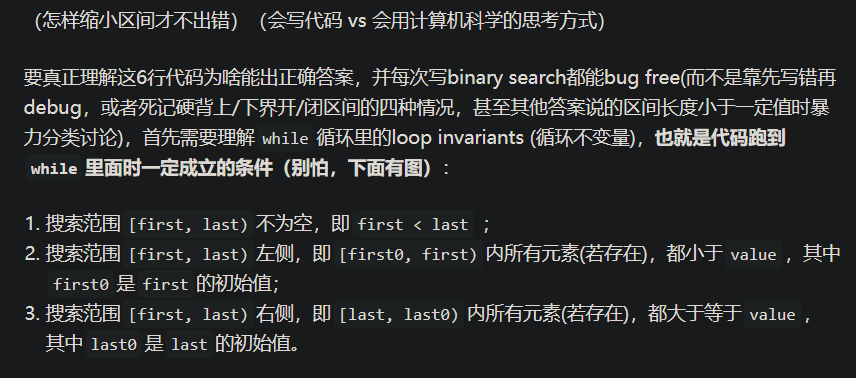 （怎样缩小区间才不出错）（会写代码 vs 会用计算机科学的思考方式）
要真正理解这6行代码为啥能出正确答案，并每次写binary search都能bug free(而不是靠先写错再
debug，或者死记硬背上/下界开/闭区间的四种情况，甚至其他答案说的区间长度小于一定值时暴
力分类讨论)，首先需要理解 while 循环里的loop invariants (循环不变量)，也就是代码跑到
while 里面时一定成立的条件（别怕，下面有图）:
1. 搜索范围 [first, last) 不为空，即 first < last ；
2. 搜索范围 [first, last) 左侧，即 [first0, first) 内所有元素(若存在)，都小于 value ，其中
first0 是 first 的初始值；
3. 搜索范围 [first, last) 右侧，即 [last, last0) 内所有元素(若存在)，都大于等于 value ，
其中 last0 是 last 的初始值。